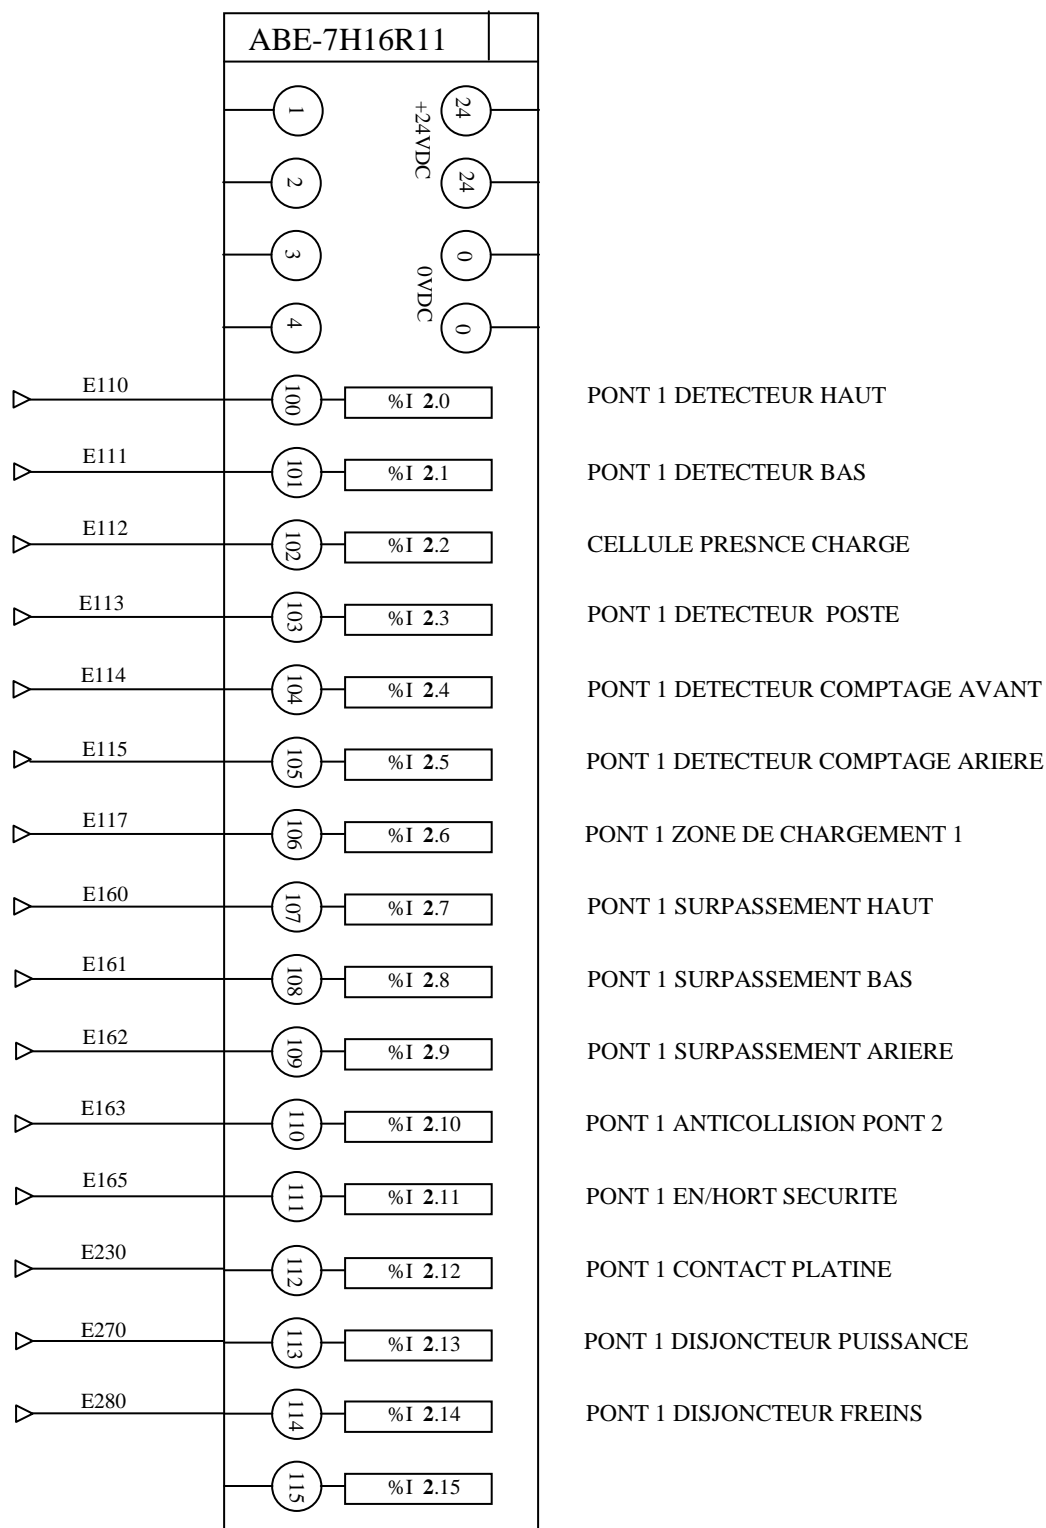 ABE-7H16R11
1 24
+24VDC
2 24
3 0
0VDC
4 0
E110 100 %I 2.0 PONT 1 DETECTEUR HAUT
E111 101 %I 2.1 PONT 1 DETECTEUR BAS
E112 102 %I 2.2 CELLULE PRESNCE CHARGE
E113 103 %I 2.3 PONT 1 DETECTEUR POSTE
E114 104 %I 2.4 PONT 1 DETECTEUR COMPTAGE AVANT
E115 105 %I 2.5 PONT 1 DETECTEUR COMPTAGE ARIERE
E117 106 %I 2.6 PONT 1 ZONE DE CHARGEMENT 1
E160 107 %I 2.7 PONT 1 SURPASSEMENT HAUT
E161 108 %I 2.8 PONT 1 SURPASSEMENT BAS
E162 109 %I 2.9 PONT 1 SURPASSEMENT ARIERE
E163 110 %I 2.10 PONT 1 ANTICOLLISION PONT 2
E165 111 %I 2.11 PONT 1 EN/HORT SECURITE
E230 112 %I 2.12 PONT 1 CONTACT PLATINE
E270 113 %I 2.13 PONT 1 DISJONCTEUR PUISSANCE
E280 114 %I 2.14 PONT 1 DISJONCTEUR FREINS
115 %I 2.15